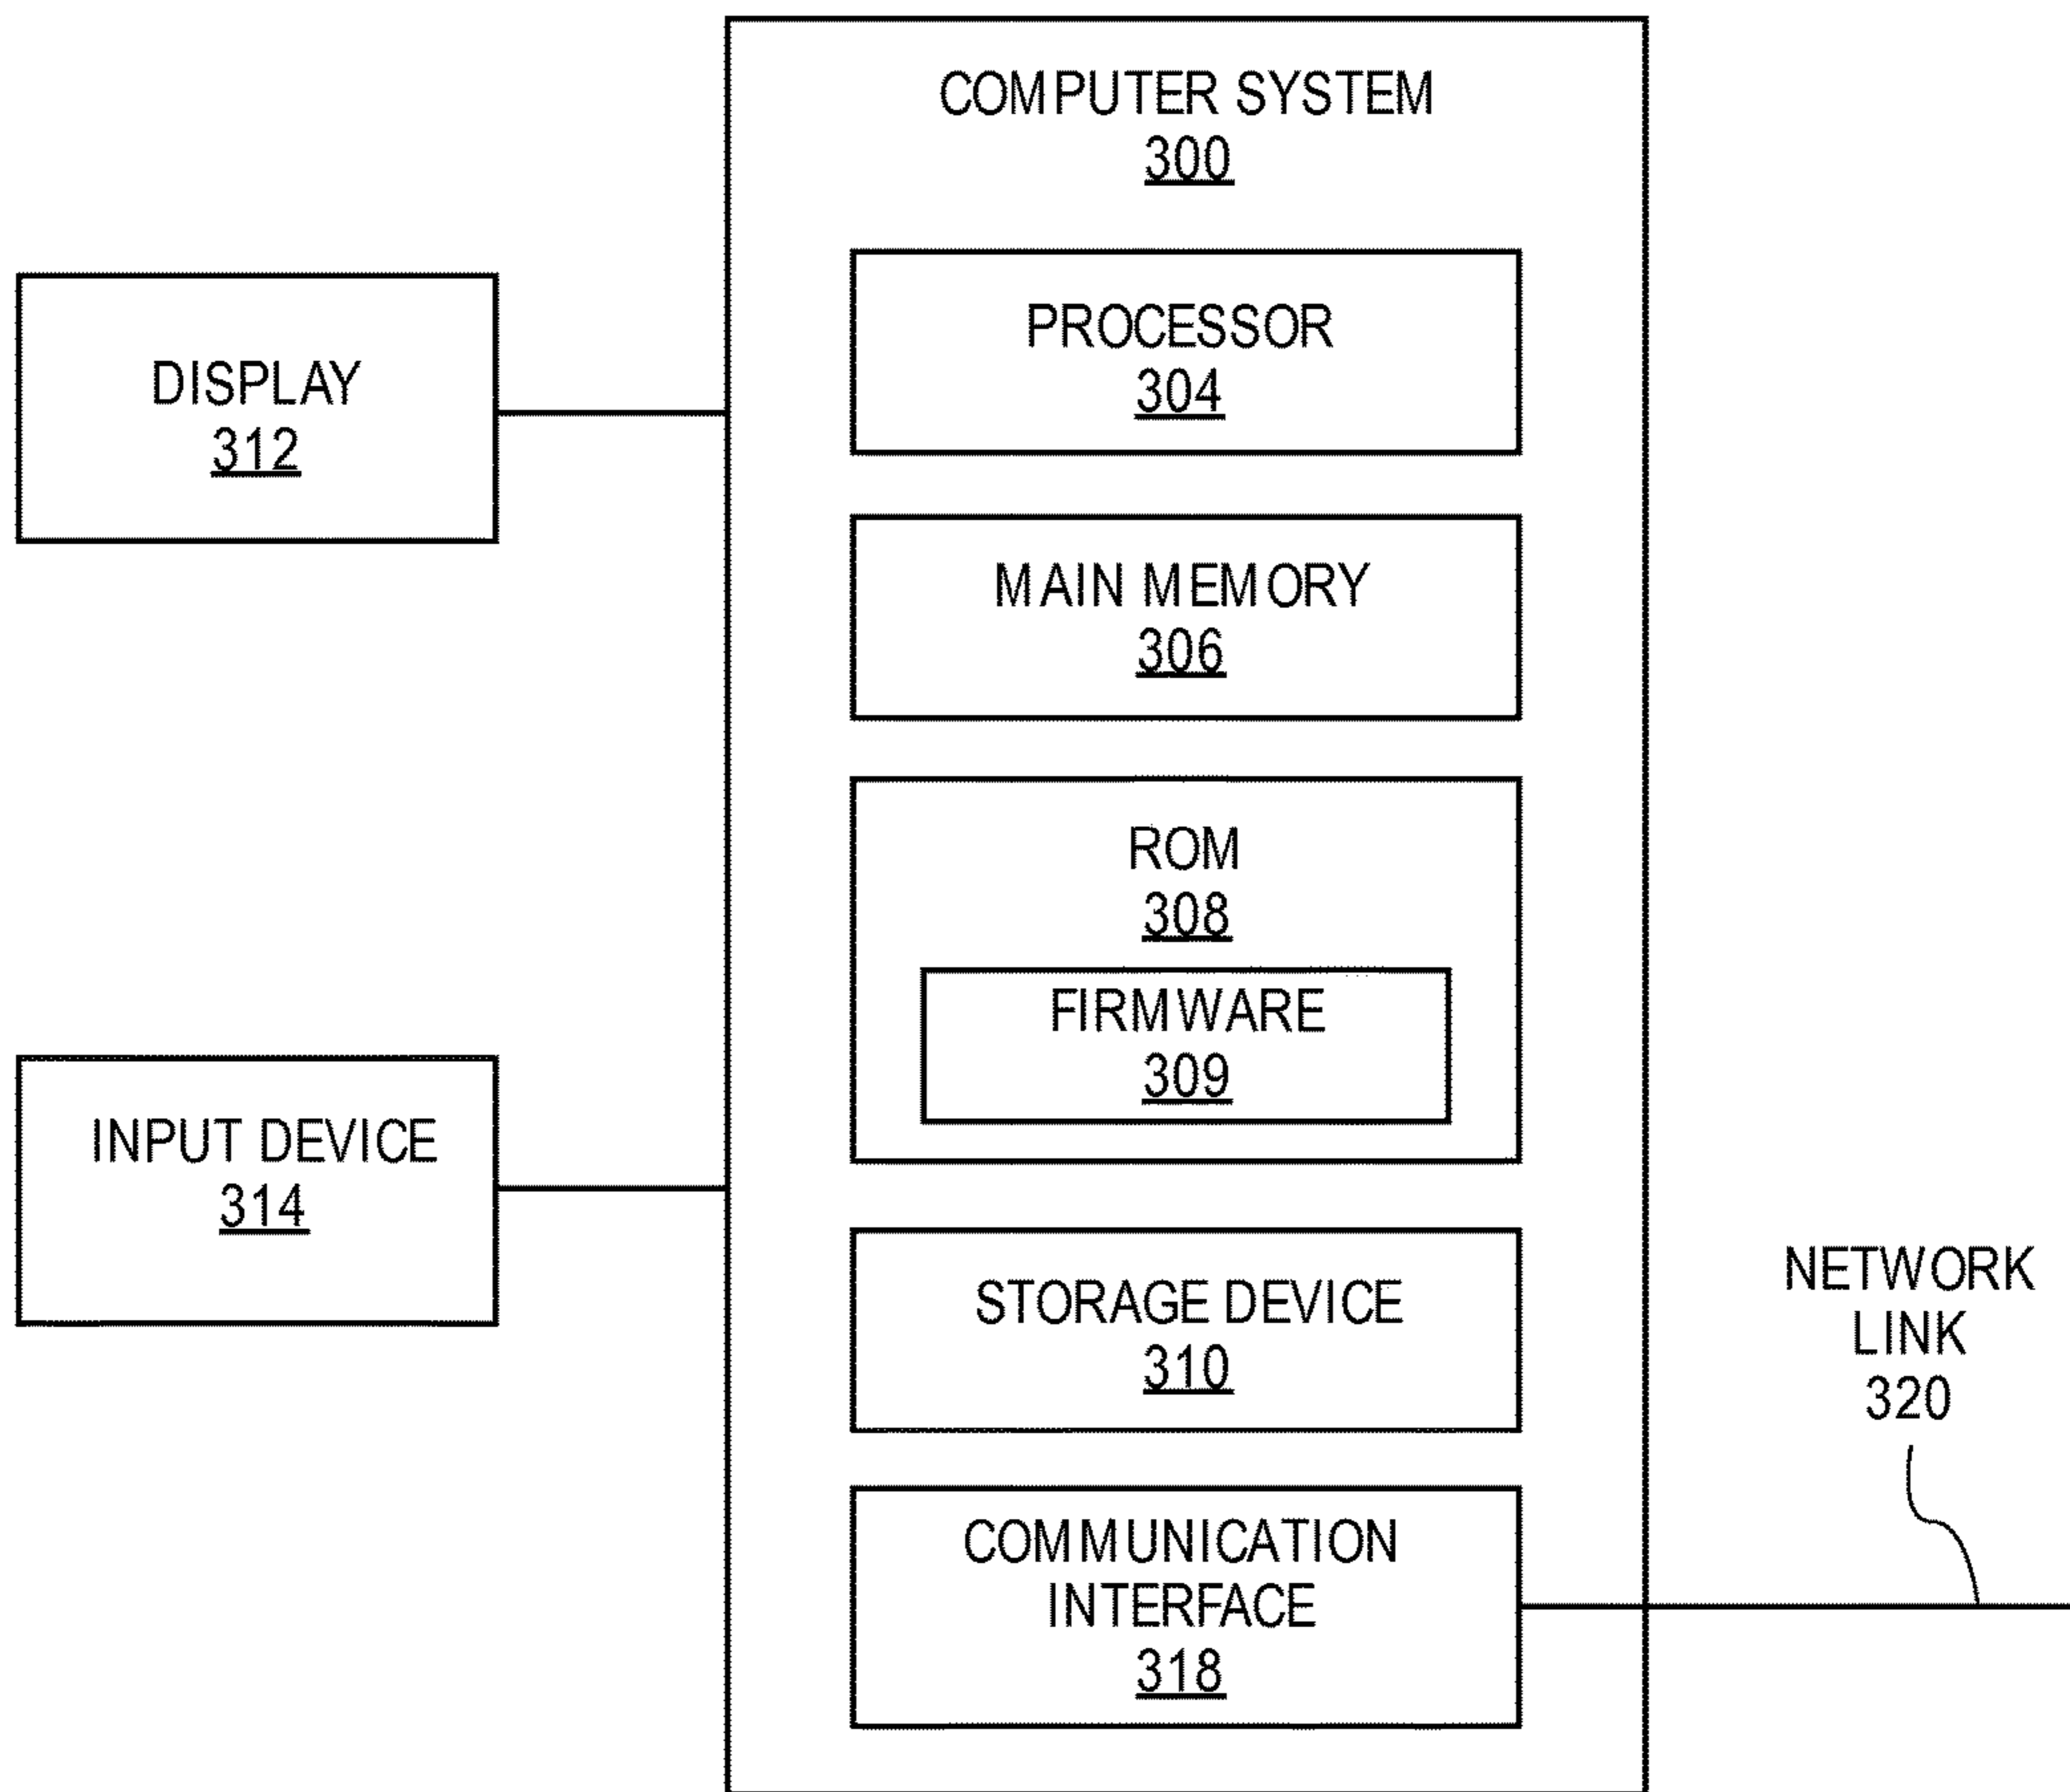 COMPUTER SYSTEM
300
PROCESSOR
304
DISPLAY
312
MAIN MEMORY
306
ROM
308
FIRMWARE
309
INPUT DEVICE
314
STORAGE DEVICE
310
NETWORK
LINK
320
COMMUNICATION
INTERFACE
318